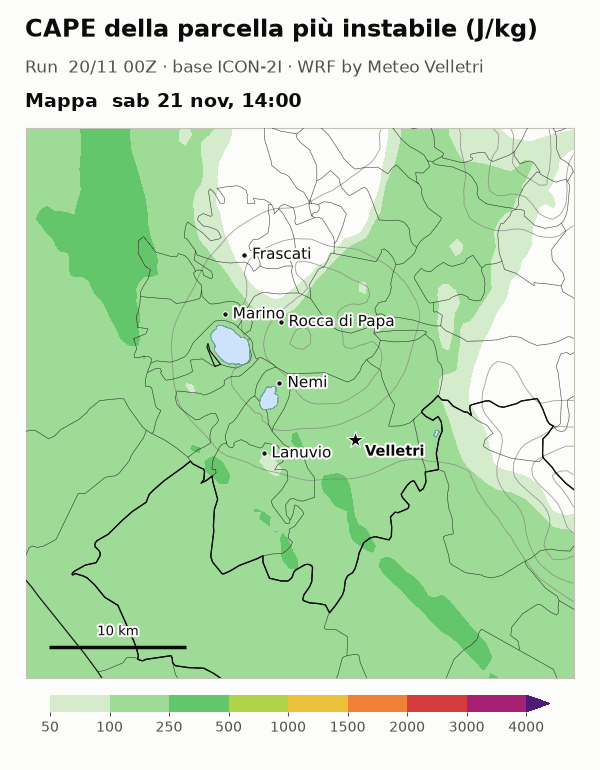 CAPE della parcella più instabile (J/kg)
Run  20/11 00Z · base ICON-2I · WRF by Meteo Velletri
Mappa  sab 21 nov, 14:00
Frascati
Marino
Rocca di Papa
Nemi
Velletri
Lanuvio
10 km
50 100 250 500 1000 1500 2000 3000 4000